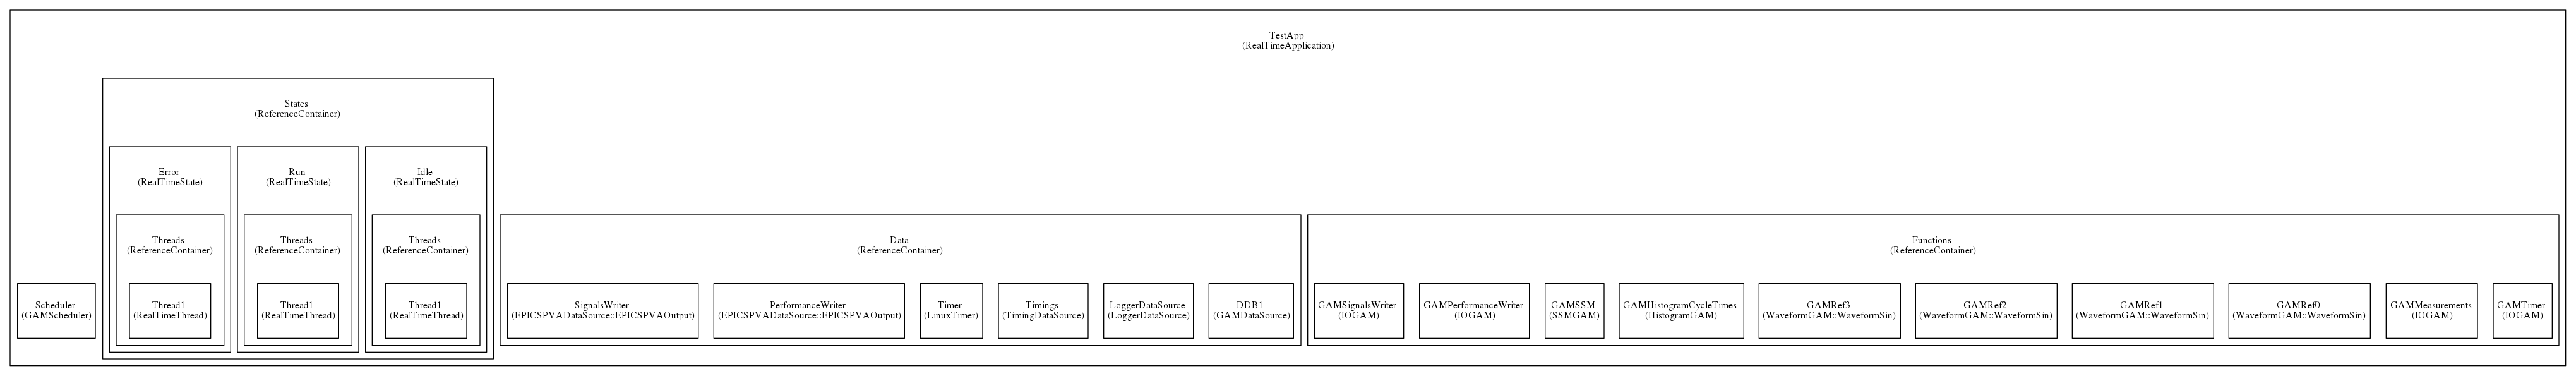 TestApp
(RealTimeApplication)
States
(ReferenceContainer)
Error
(RealTimeState)
Run
(RealTimeState)
Idle
(RealTimeState)
Threads
(ReferenceContainer)
Threads
(ReferenceContainer)
Threads
(ReferenceContainer)
Data
(ReferenceContainer)
Functions
(ReferenceContainer)
Scheduler
(GAMScheduler)
Thread1
(RealTimeThread)
Thread1
(RealTimeThread)
Thread1
(RealTimeThread)
SignalsWriter
(EPICSPVADataSource::EPICSPVAOutput)
PerformanceWriter
(EPICSPVADataSource::EPICSPVAOutput)
Timer
(LinuxTimer)
Timings
(TimingDataSource)
LoggerDataSource
(LoggerDataSource)
DDB1
(GAMDataSource)
GAMSignalsWriter
(IOGAM)
GAMPerformanceWriter
(IOGAM)
GAMSSM
(SSMGAM)
GAMHistogramCycleTimes
(HistogramGAM)
GAMRef3
(WaveformGAM::WaveformSin)
GAMRef2
(WaveformGAM::WaveformSin)
GAMRef1
(WaveformGAM::WaveformSin)
GAMRef0
(WaveformGAM::WaveformSin)
GAMMeasurements
(IOGAM)
GAMTimer
(IOGAM)